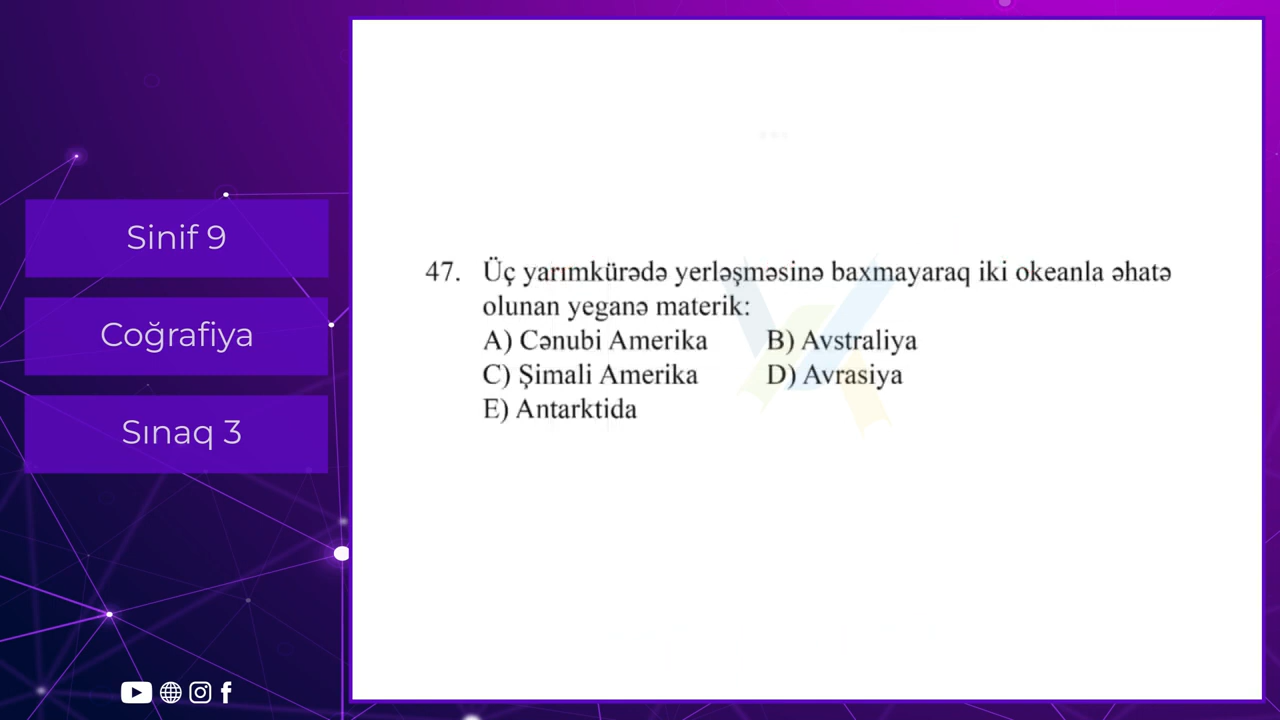 Sinif 9
Coğrafiya
Sınaq 3
47. Üç yarımkürədə yerləşməsinə baxmayaraq iki okeanla əhatə
olunan yeganə materik:
A) Cənubi Amerika B) Avstraliya
C) Şimali Amerika D) Avrasiya
E) Antarktida